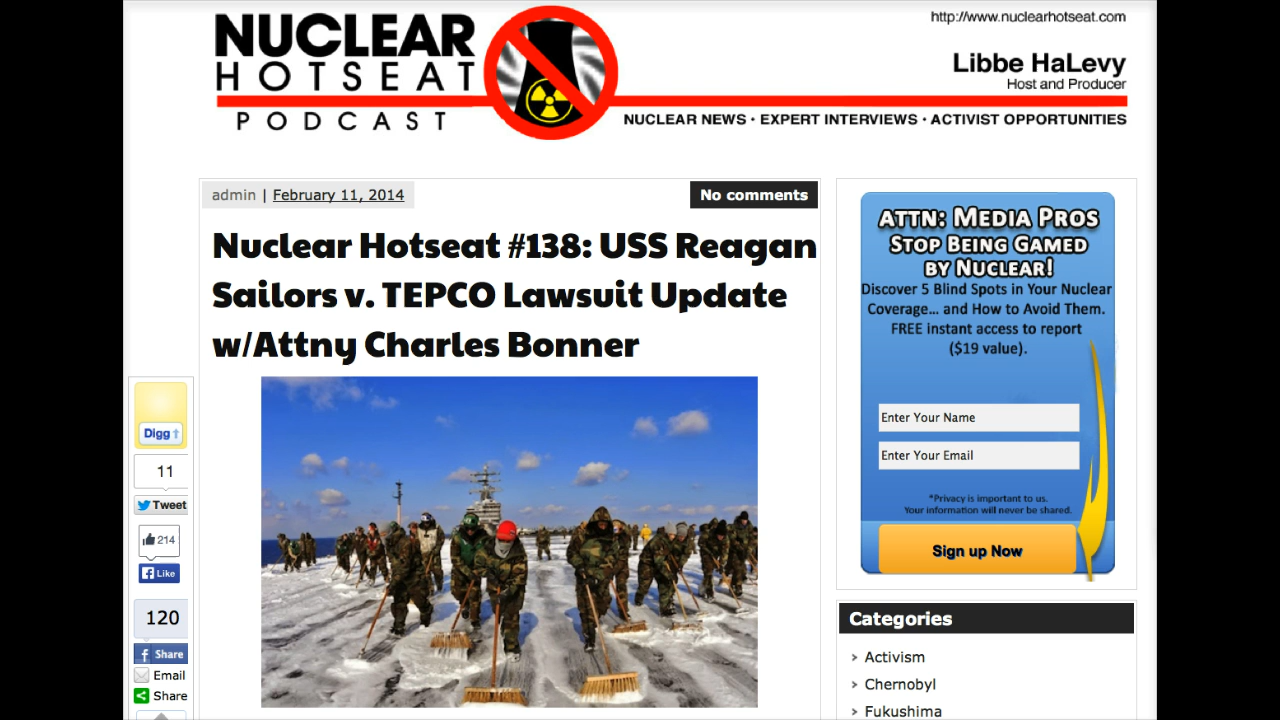 NUCLEAR
HOTSEAT
PODCAST
http://www.nuclearhotseat.com
Libbe HaLevy
Host and Producer
NUCLEAR NEWS • EXPERT INTERVIEWS • ACTIVIST OPPORTUNITIES
admin | February 11, 2014
No comments
Nuclear Hotseat #138: USS Reagan
Sailors v. TEPCO Lawsuit Update
w/Attny Charles Bonner
Digg
11
Tweet
214
Like
120
Share
Email
Share
ATTN: MEDIA PROS
STOP BEING GAMED
BY NUCLEAR!
Discover 5 Blind Spots in Your Nuclear
Coverage... and How to Avoid Them.
FREE instant access to report
($19 value).
Enter Your Name
Enter Your Email
*Privacy is important to us.
Your information will never be shared.
Sign up Now
Categories
Activism
Chernobyl
Fukushima